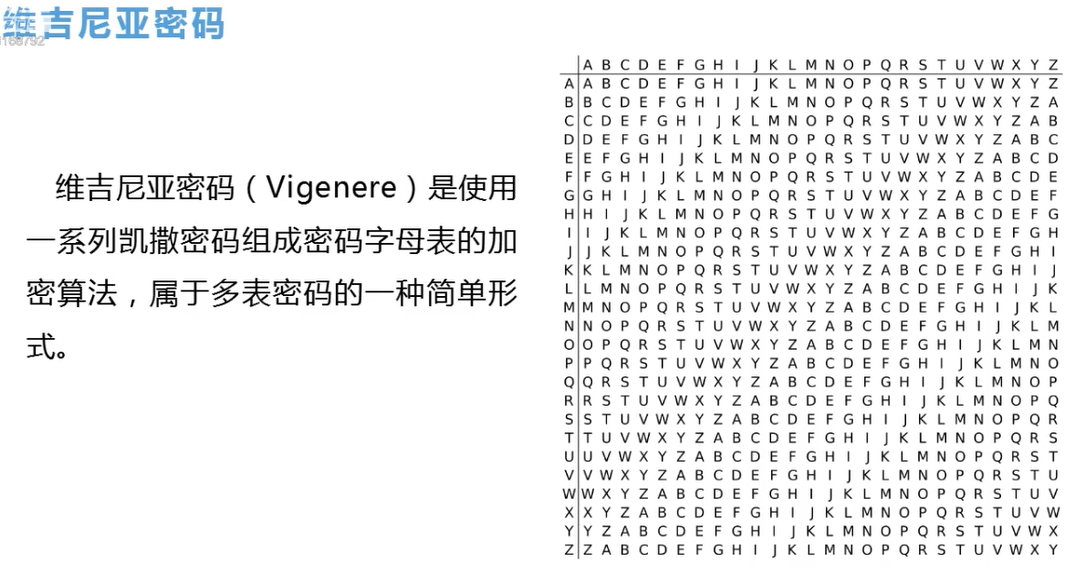 维吉尼亚密码
维吉尼亚密码（Vigenere）是使用
一系列凯撒密码组成密码字母表的加
密算法，属于多表密码的一种简单形
式。
A B C D E F G H I J K L M N O P Q R S T U V W X Y Z
A A B C D E F G H I J K L M N O P Q R S T U V W X Y Z
B B C D E F G H I J K L M N O P Q R S T U V W X Y Z A
C C D E F G H I J K L M N O P Q R S T U V W X Y Z A B
D D E F G H I J K L M N O P Q R S T U V W X Y Z A B C
E E F G H I J K L M N O P Q R S T U V W X Y Z A B C D
F F G H I J K L M N O P Q R S T U V W X Y Z A B C D E
G G H I J K L M N O P Q R S T U V W X Y Z A B C D E F
H H I J K L M N O P Q R S T U V W X Y Z A B C D E F G
I I J K L M N O P Q R S T U V W X Y Z A B C D E F G H
J J K L M N O P Q R S T U V W X Y Z A B C D E F G H I
K K L M N O P Q R S T U V W X Y Z A B C D E F G H I J
L L M N O P Q R S T U V W X Y Z A B C D E F G H I J K
M M N O P Q R S T U V W X Y Z A B C D E F G H I J K L
N N O P Q R S T U V W X Y Z A B C D E F G H I J K L M
O O P Q R S T U V W X Y Z A B C D E F G H I J K L M N
P P Q R S T U V W X Y Z A B C D E F G H I J K L M N O
Q Q R S T U V W X Y Z A B C D E F G H I J K L M N O P
R R S T U V W X Y Z A B C D E F G H I J K L M N O P Q
S S T U V W X Y Z A B C D E F G H I J K L M N O P Q R
T T U V W X Y Z A B C D E F G H I J K L M N O P Q R S
U U V W X Y Z A B C D E F G H I J K L M N O P Q R S T
V V W X Y Z A B C D E F G H I J K L M N O P Q R S T U
W W X Y Z A B C D E F G H I J K L M N O P Q R S T U V
X X Y Z A B C D E F G H I J K L M N O P Q R S T U V W
Y Y Z A B C D E F G H I J K L M N O P Q R S T U V W X
Z Z A B C D E F G H I J K L M N O P Q R S T U V W X Y